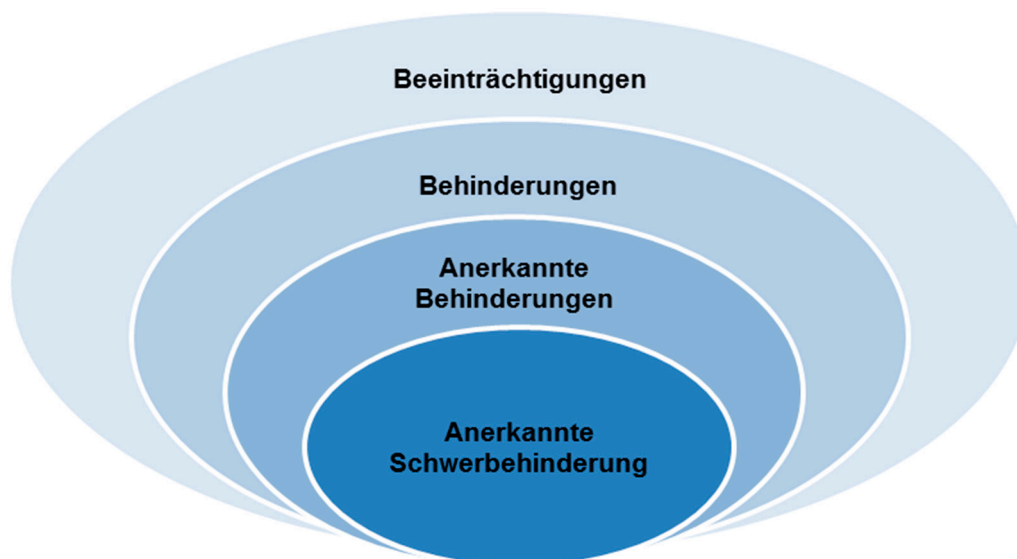 Beeinträchtigungen
Behinderungen
Anerkannte
Behinderungen
Anerkannte
Schwerbehinderung